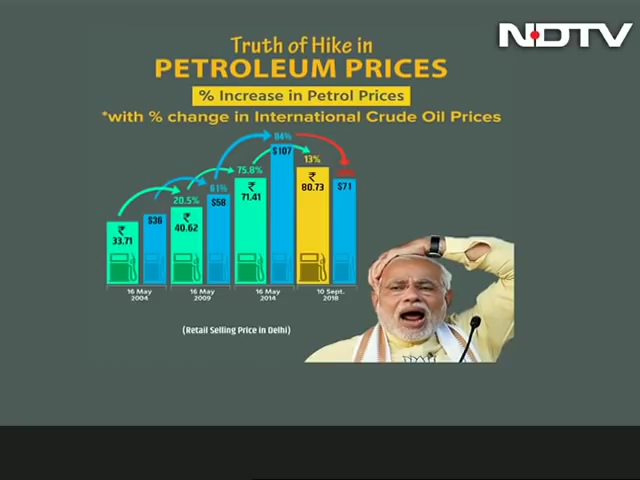 NDTV
Truth of Hike in
PETROLEUM PRICES
% Increase in Petrol Prices
*with % change in International Crude Oil Prices
20.5% 61% 75.8% 84% 13%
₹ 33.71 $36 ₹ 40.62 $58 ₹ 71.41 $107 ₹ 80.73 $71
16 May 2004 16 May 2009 16 May 2014 10 Sept. 2018
(Retail Selling Price in Delhi)